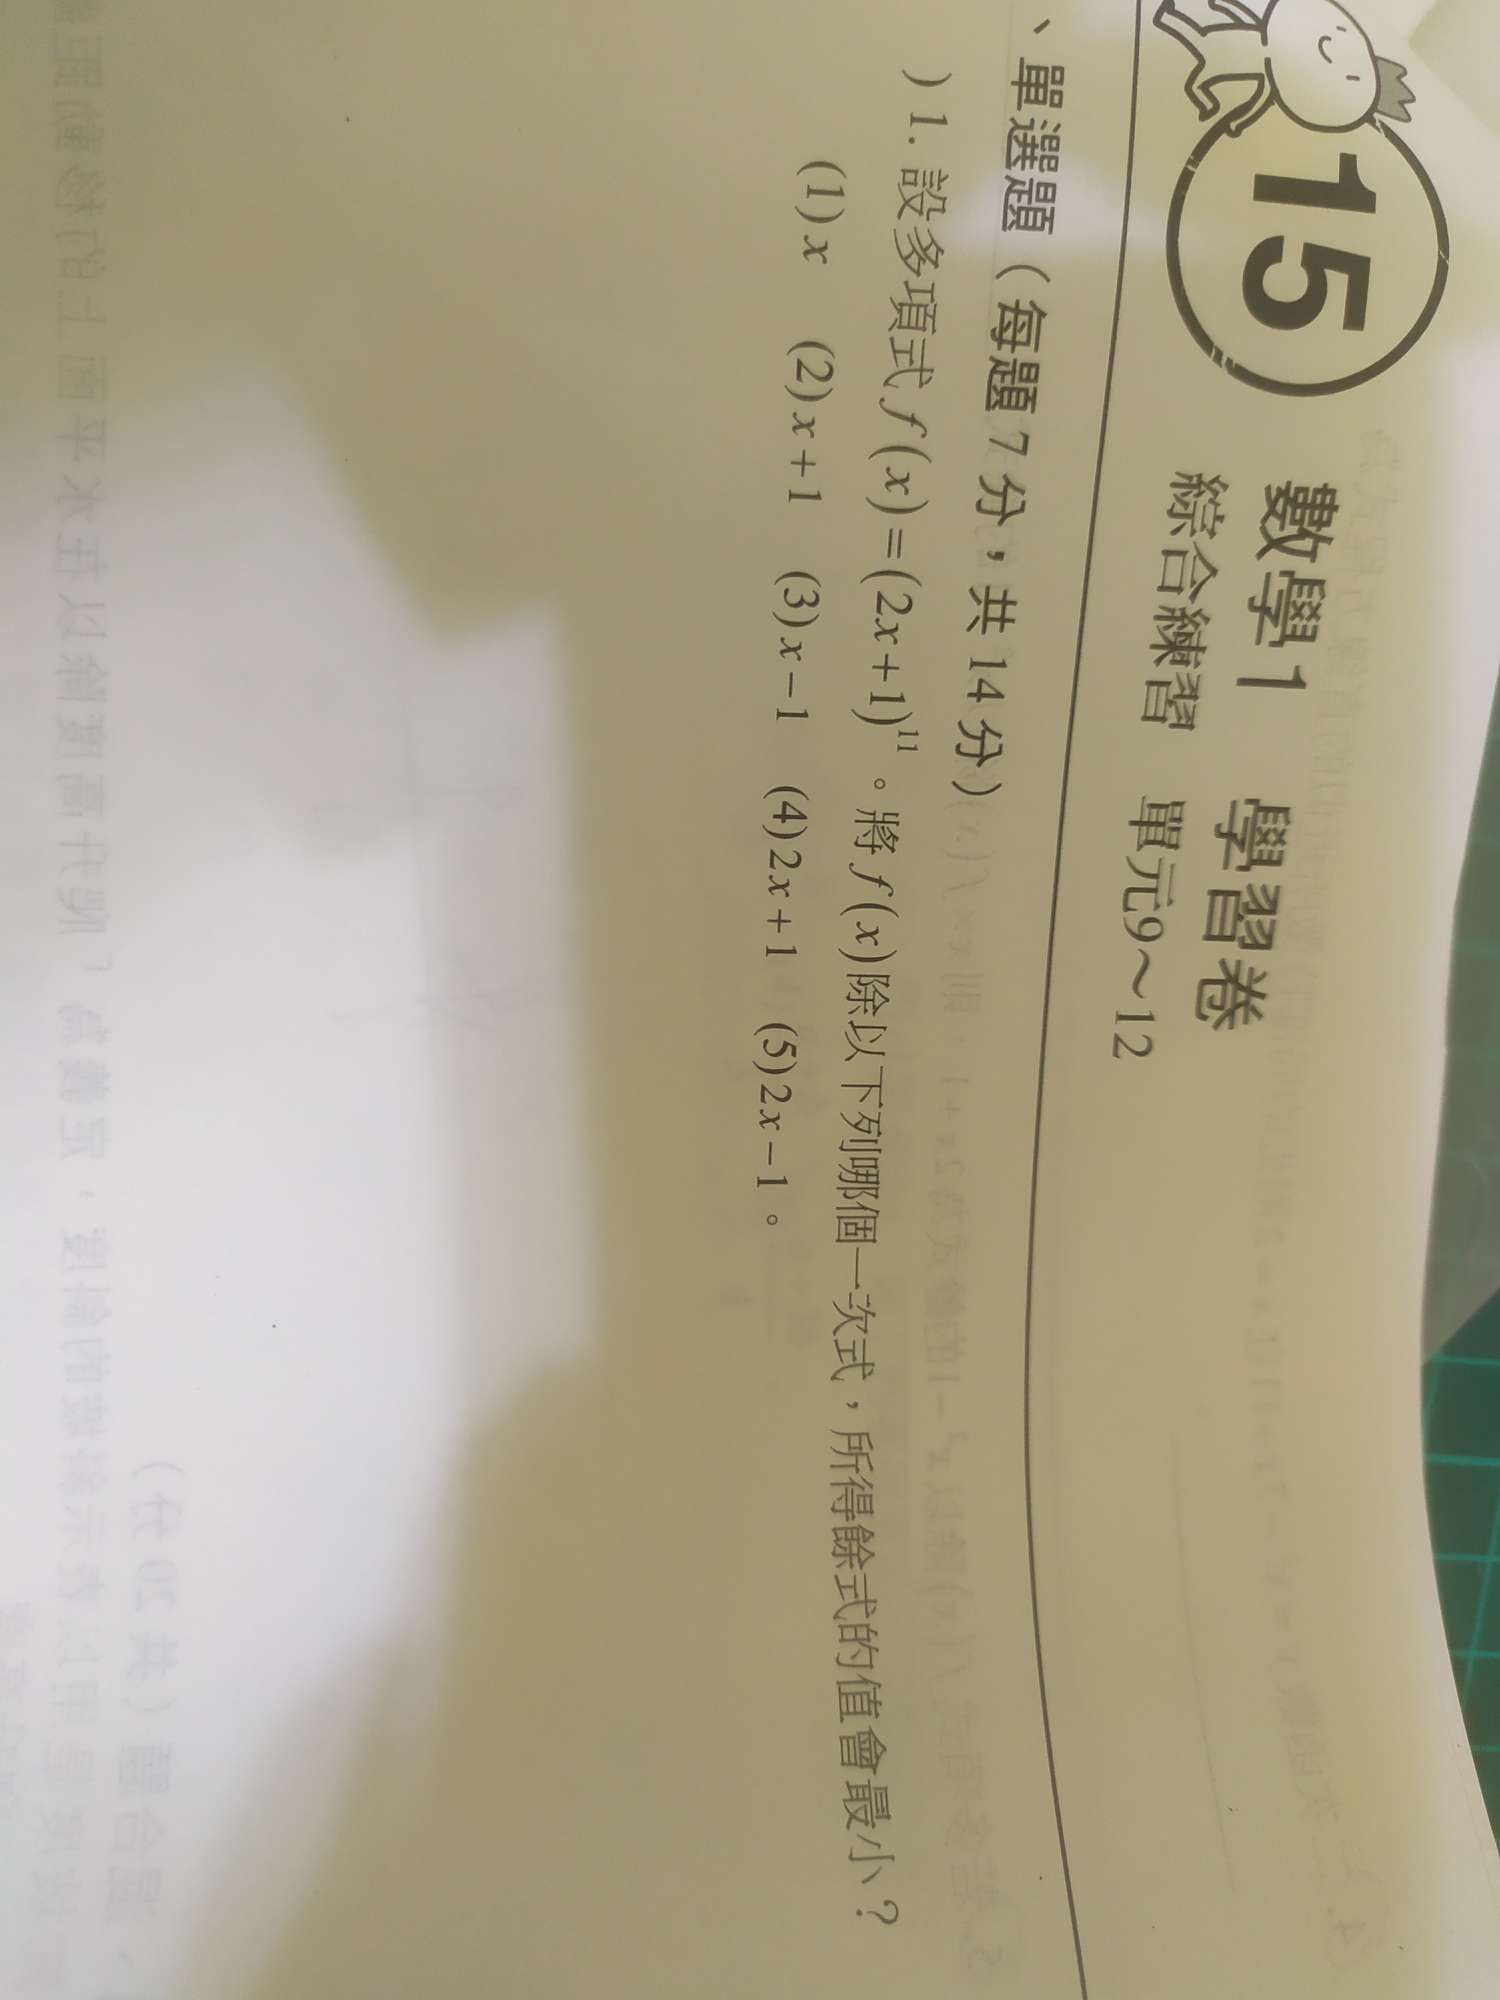 15
數學1 學習卷
綜合練習 單元9~12
、單選題（每題7分，共14分）
) 1. 設多項式 f(x)=(2x+1)¹¹。將 f(x) 除以下列哪個一次式，所得餘式的值會最小？
(1) x (2) x+1 (3) x-1 (4) 2x+1 (5) 2x-1。